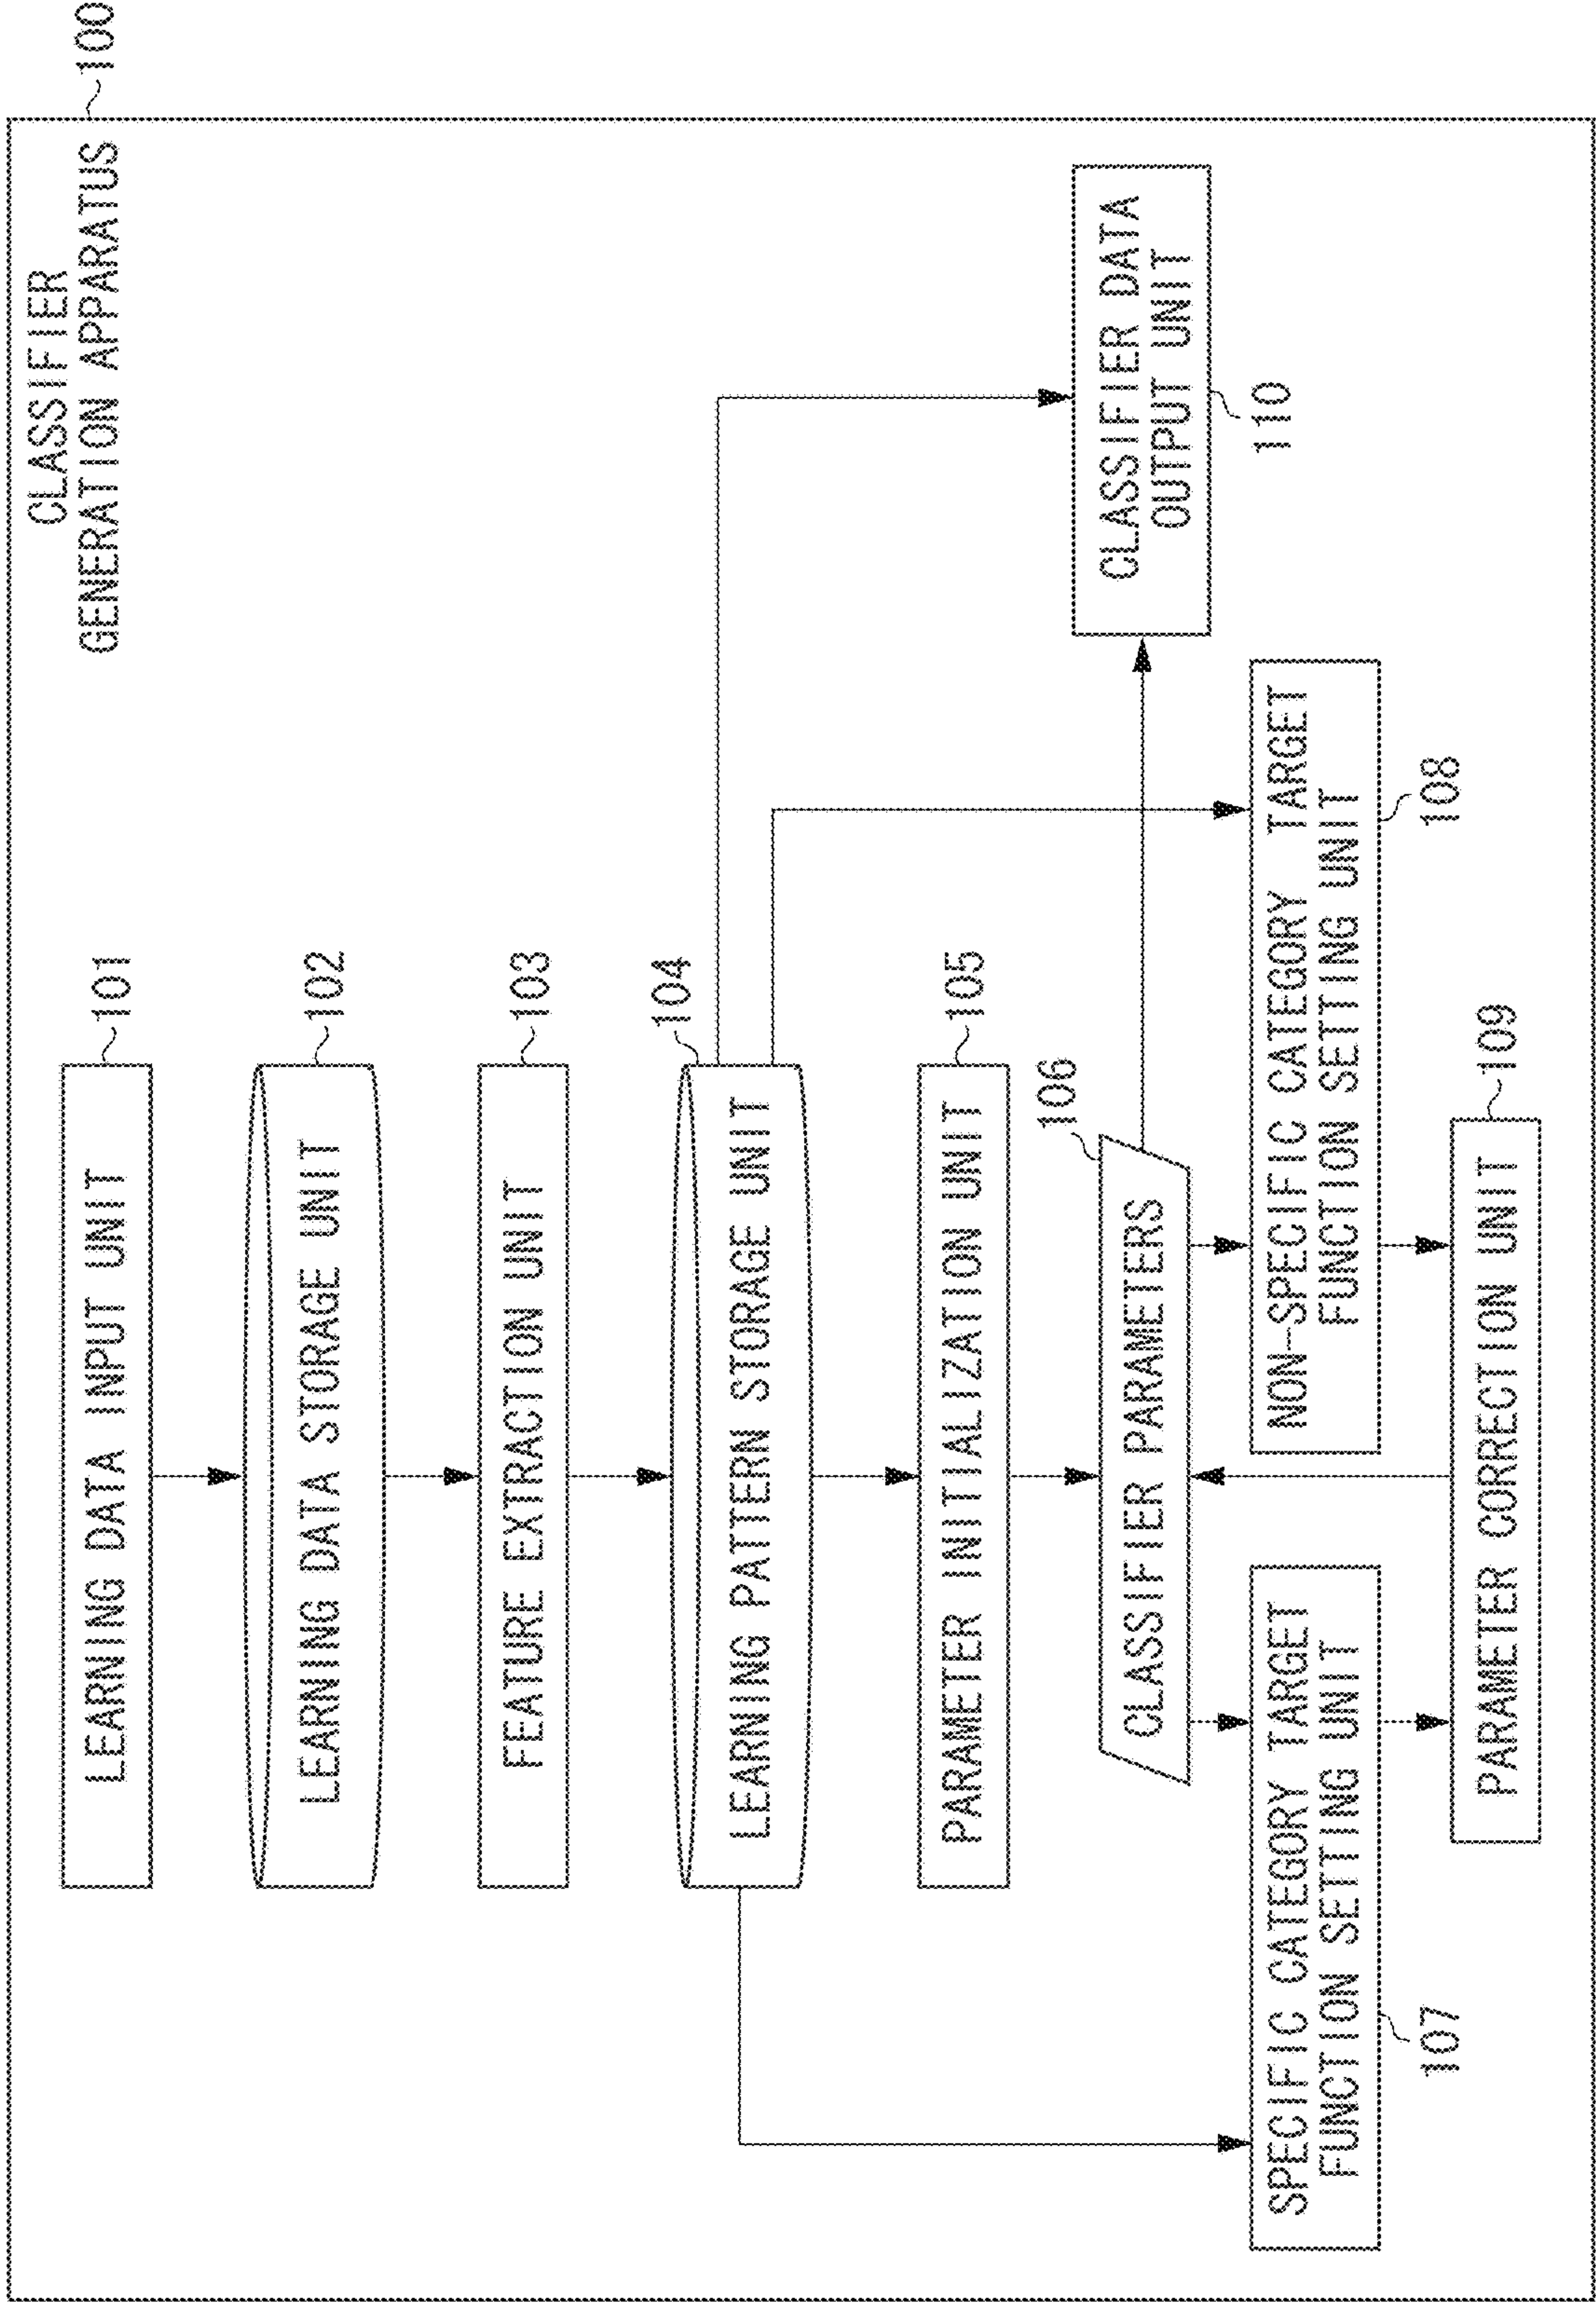 CLASSIFIER
GENERATION APPARATUS
100
LEARNING DATA INPUT UNIT
101
LEARNING DATA STORAGE UNIT
102
FEATURE EXTRACTION UNIT
103
LEARNING PATTERN STORAGE UNIT
104
PARAMETER INITIALIZATION UNIT
105
CLASSIFIER PARAMETERS
106
SPECIFIC CATEGORY TARGET
FUNCTION SETTING UNIT
107
NON-SPECIFIC CATEGORY TARGET
FUNCTION SETTING UNIT
108
PARAMETER CORRECTION UNIT
109
CLASSIFIER DATA
OUTPUT UNIT
110